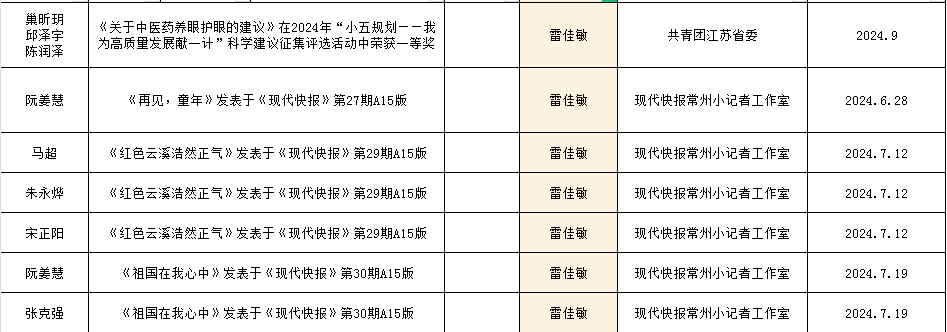 巢昕玥
邱泽宇
陈润泽
《关于中医药养眼护眼的建议》在2024年“小五规划——我
为高质量发展献一计”科学建议征集评选活动中荣获一等奖
雷佳敏
共青团江苏省委
2024.9
阮姜慧
《再见，童年》发表于《现代快报》第27期A15版
雷佳敏
现代快报常州小记者工作室
2024.6.28
马超
《红色云溪浩然正气》发表于《现代快报》第29期A15版
雷佳敏
现代快报常州小记者工作室
2024.7.12
朱永烨
《红色云溪浩然正气》发表于《现代快报》第29期A15版
雷佳敏
现代快报常州小记者工作室
2024.7.12
宋正阳
《红色云溪浩然正气》发表于《现代快报》第29期A15版
雷佳敏
现代快报常州小记者工作室
2024.7.12
阮姜慧
《祖国在我心中》发表于《现代快报》第30期A15版
雷佳敏
现代快报常州小记者工作室
2024.7.19
张克强
《祖国在我心中》发表于《现代快报》第30期A15版
雷佳敏
现代快报常州小记者工作室
2024.7.19